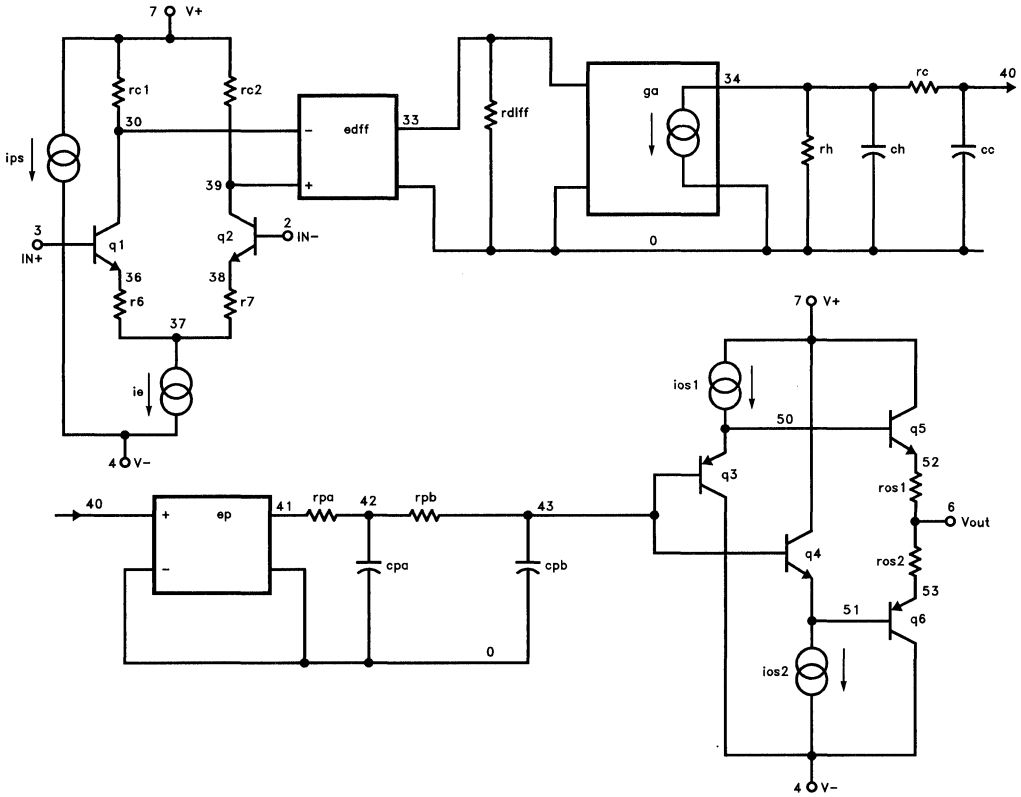 7 V+
rc1
rc2
30
ips
39
edff
33
rdiff
ga
34
rc
40
rh
ch
cc
3
IN+
q1
q2
2
IN-
36
38
r6
r7
37
ie
4 V-
0
-
+
7 V+
ios1
50
q5
q3
52
ros1
6
Vout
q4
ros2
53
51
q6
ios2
4 V-
40
+
ep
-
41
rpa
42
rpb
43
cpa
cpb
0